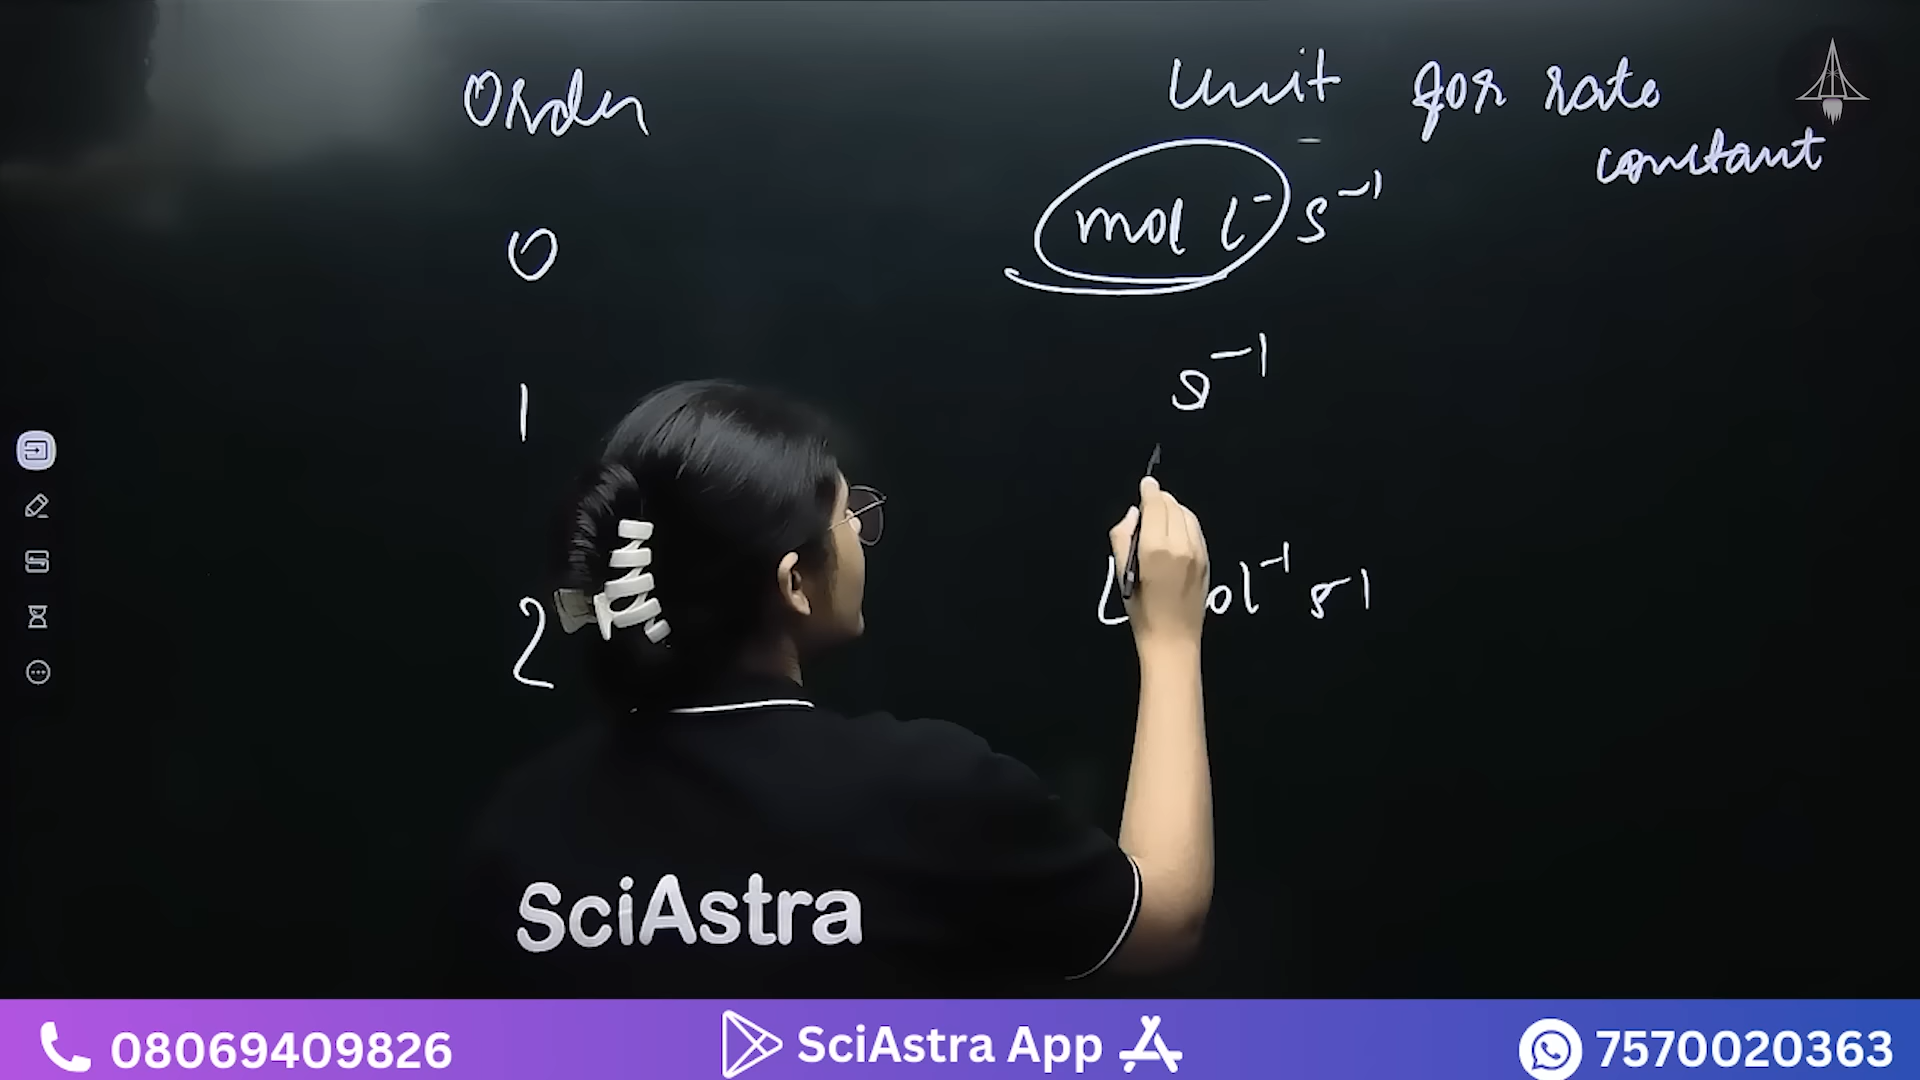 Order Unit for rate
constant
0 mol l⁻ s⁻¹
1 s⁻¹
2 L ol⁻¹ s-1
SciAstra
08069409826 SciAstra App 7570020363